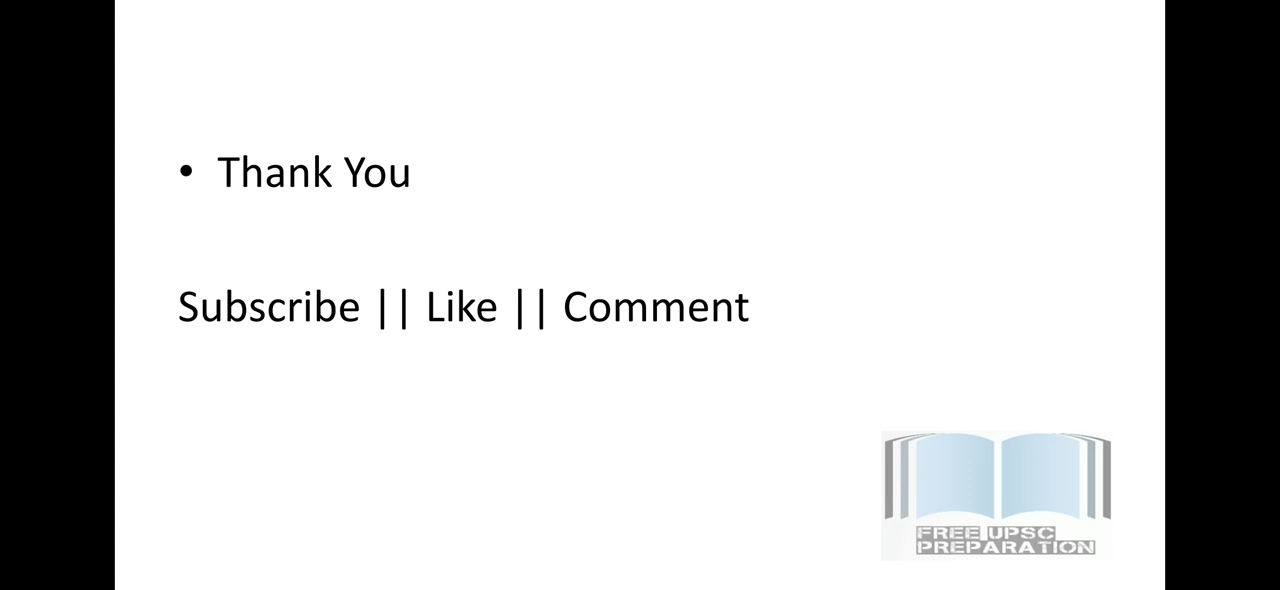 • Thank You
Subscribe || Like || Comment
FREE UPSC
PREPARATION